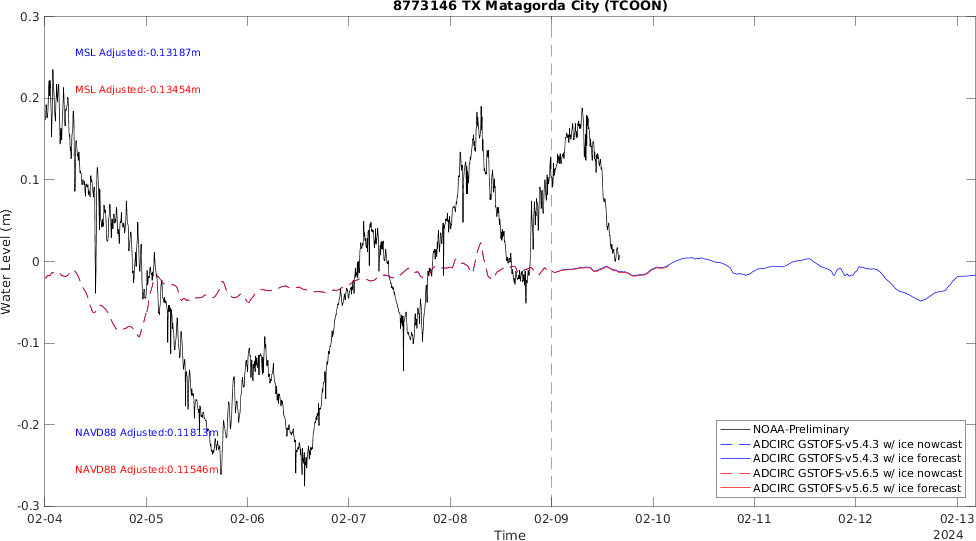 8773146 TX Matagorda City (TCOON)
0.3
0.2
0.1
0
-0.1
-0.2
-0.3
Water Level (m)
MSL Adjusted:-0.13187m
MSL Adjusted:-0.13454m
NAVD88 Adjusted:0.11813m
NAVD88 Adjusted:0.11546m
NOAA-Preliminary
ADCIRC GSTOFS-v5.4.3 w/ ice nowcast
ADCIRC GSTOFS-v5.4.3 w/ ice forecast
ADCIRC GSTOFS-v5.6.5 w/ ice nowcast
ADCIRC GSTOFS-v5.6.5 w/ ice forecast
02-04 02-05 02-06 02-07 02-08 02-09 02-10 02-11 02-12 02-13
Time
2024